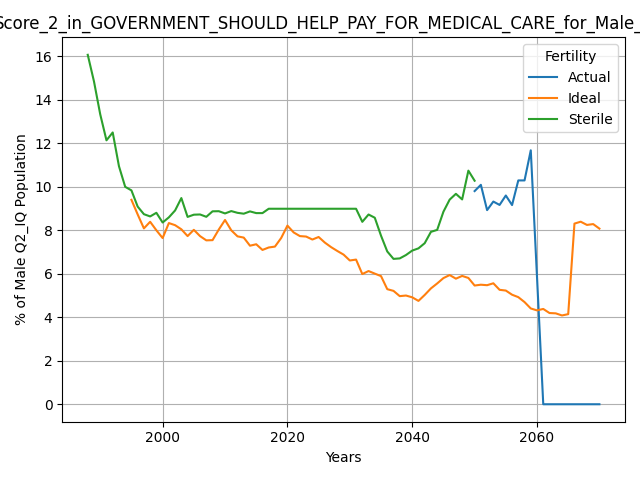 Score_2_in_GOVERNMENT_SHOULD_HELP_PAY_FOR_MEDICAL_CARE_for_Male_
Fertility
Actual
Ideal
Sterile
16
14
12
10
8
6
4
2
0
% of Male Q2_IQ Population
2000 2020 2040 2060
Years